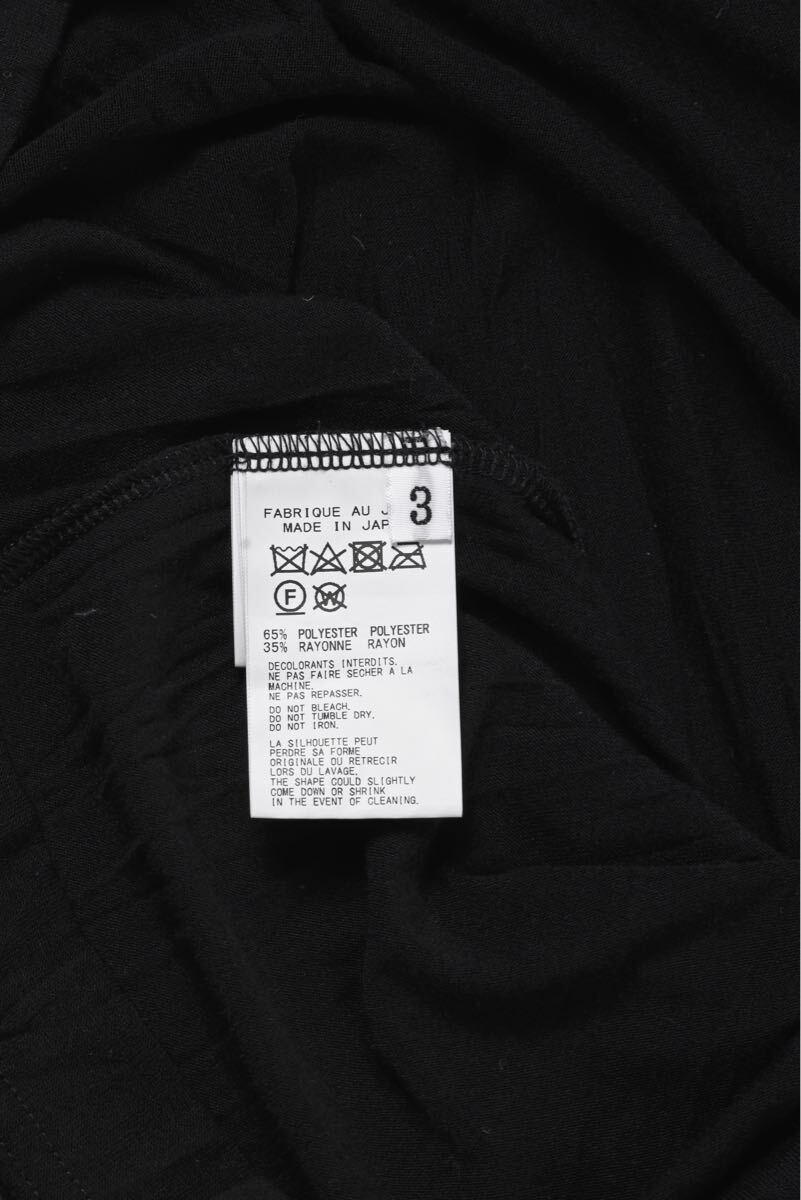 3
FABRIQUE AU J
MADE IN JAP
F
W
65% POLYESTER POLYESTER
35% RAYONNE RAYON
DECOLORANTS INTERDITS.
NE PAS FAIRE SECHER A LA
MACHINE.
NE PAS REPASSER.
DO NOT BLEACH.
DO NOT TUMBLE DRY.
DO NOT IRON.
LA SILHOUETTE PEUT
PERDRE SA FORME
ORIGINALE OU RETRECIR
LORS DU LAVAGE.
THE SHAPE COULD SLIGHTLY
COME DOWN OR SHRINK
IN THE EVENT OF CLEANING.